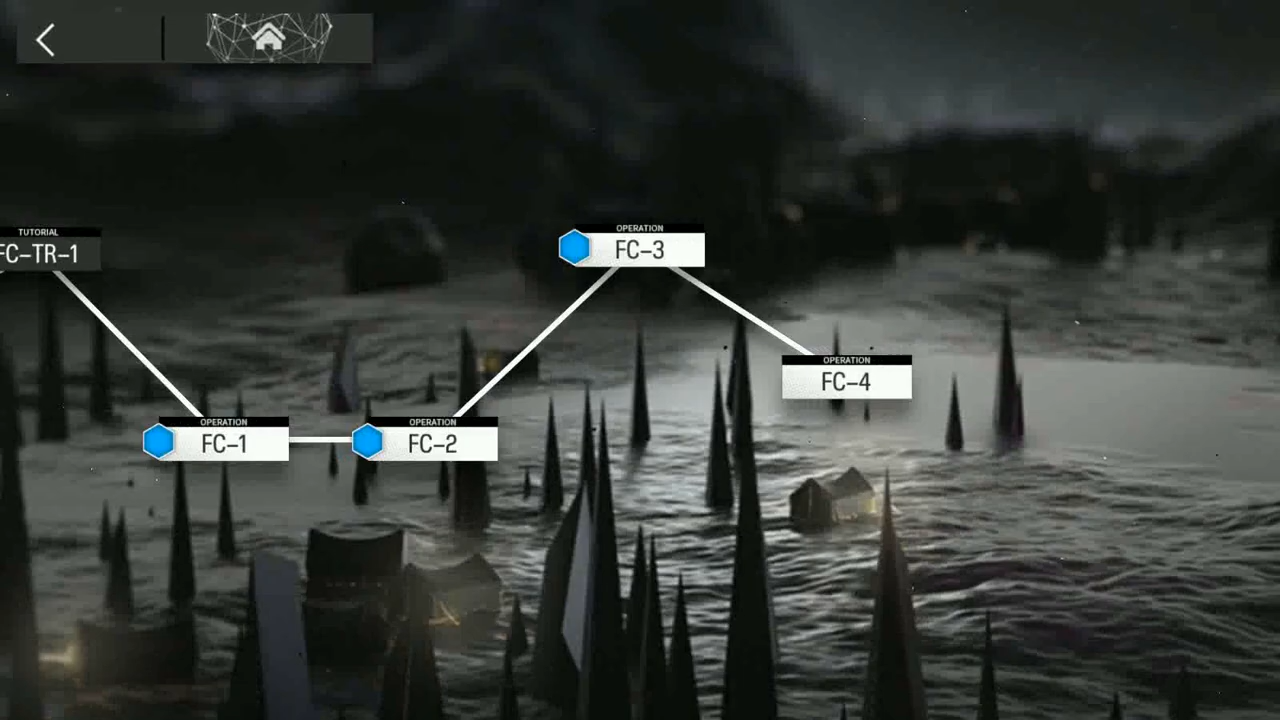 TUTORIAL
FC-TR-1
OPERATION
FC-3
OPERATION
FC-4
OPERATION
FC-1
OPERATION
FC-2